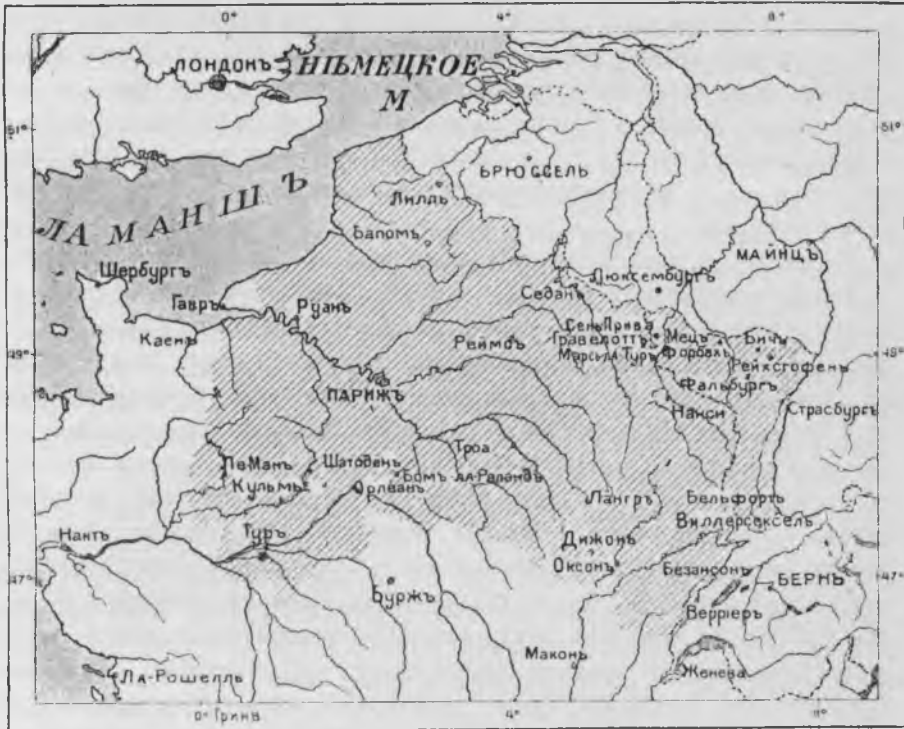 0°
4°
8°
ЛОНДОНЪ
НѢМЕЦКОЕ
М
51°
51°
БРЮССЕЛЬ
ЛА МАНШЪ
Лилль
Бапомъ
МАЙНЦЪ
Шербургъ
Люксембургъ
Седанъ
Гавръ
Руанъ
Каенъ
Сенъ-Прива
Гравелоттъ
Марсъ-ла-Туръ
Мецъ
Форбахъ
Бичъ
Рейхсгофенъ
49°
Реймсъ
Фальбургъ
ПАРИЖЪ
Нанси
Страсбургъ
Троа
Ле-Манъ
Шатоденъ
Бомъ ла-Роландъ
Кульмье
Орлеанъ
Лангръ
Бельфортъ
Виллерсексель
Нантъ
Туръ
Дижонъ
Оксонъ
Безансонъ
БЕРНЪ
47°
47°
Буржъ
Верріеръ
Маконъ
Женева
Ла-Рошелль
0° Гринв.
4°
8°